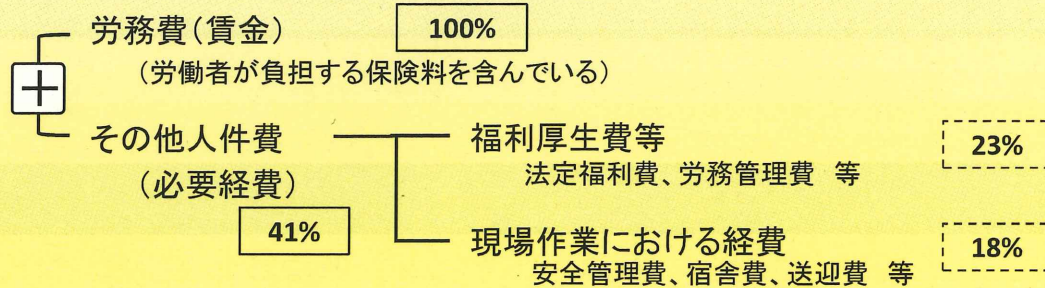 労務費(賃金) 100%
(労働者が負担する保険料を含んでいる)
+
その他人件費
(必要経費)
41%
福利厚生費等 23%
法定福利費、労務管理費 等
現場作業における経費 18%
安全管理費、宿舎費、送迎費 等